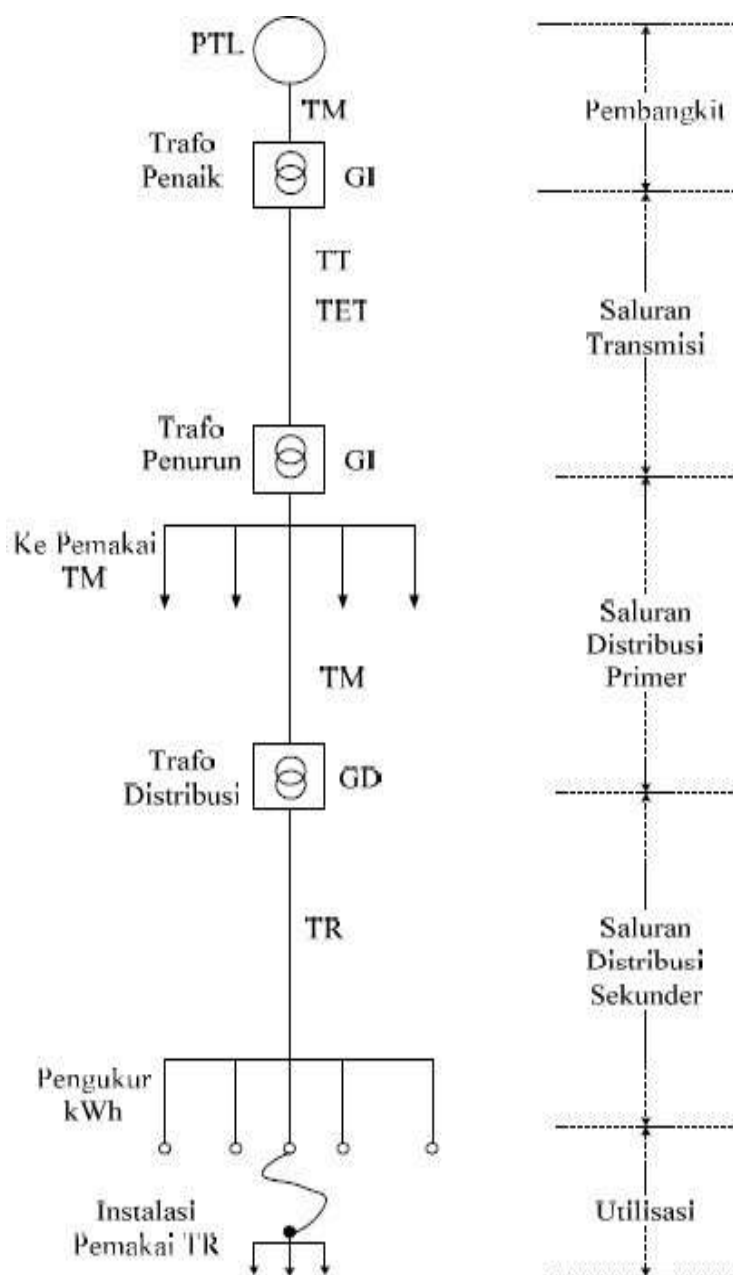 PTL
TM
Pembangkit
Trafo
Penaik
GI
TT
TET
Saluran
Transmisi
Trafo
Penurun
GI
Ke Pemakai
TM
Saluran
Distribusi
Primer
TM
Trafo
Distribusi
GD
TR
Saluran
Distribusi
Sekunder
Pengukur
kWh
Instalasi
Pemakai TR
Utilisasi